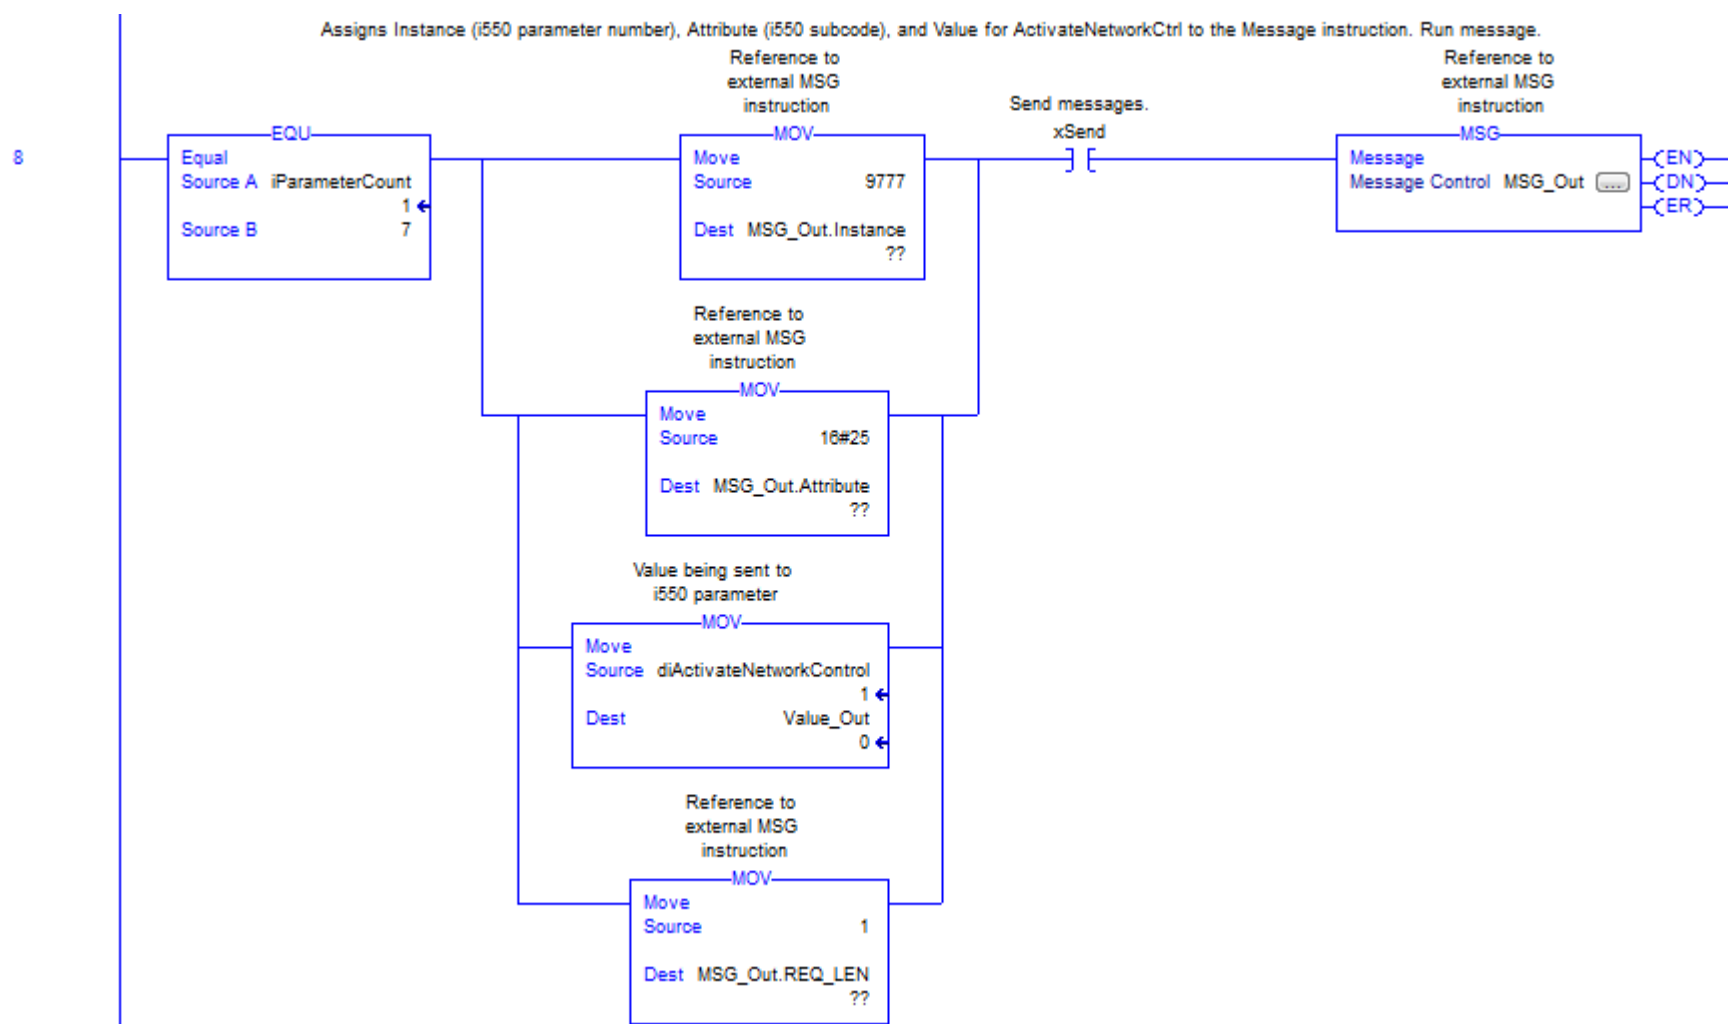 Assigns Instance (i550 parameter number), Attribute (i550 subcode), and Value for ActivateNetworkCtrl to the Message instruction. Run message.
8
EQU
Equal
Source A iParameterCount
1
Source B 7
Reference to
external MSG
instruction
MOV
Move
Source 9777
Dest MSG_Out.Instance
??
Reference to
external MSG
instruction
MOV
Move
Source 16#25
Dest MSG_Out.Attribute
??
Value being sent to
i550 parameter
MOV
Move
Source diActivateNetworkControl
1
Dest Value_Out
0
Reference to
external MSG
instruction
MOV
Move
Source 1
Dest MSG_Out.REQ_LEN
??
Send messages.
xSend
Reference to
external MSG
instruction
MSG
Message
Message Control MSG_Out ...
EN
DN
ER